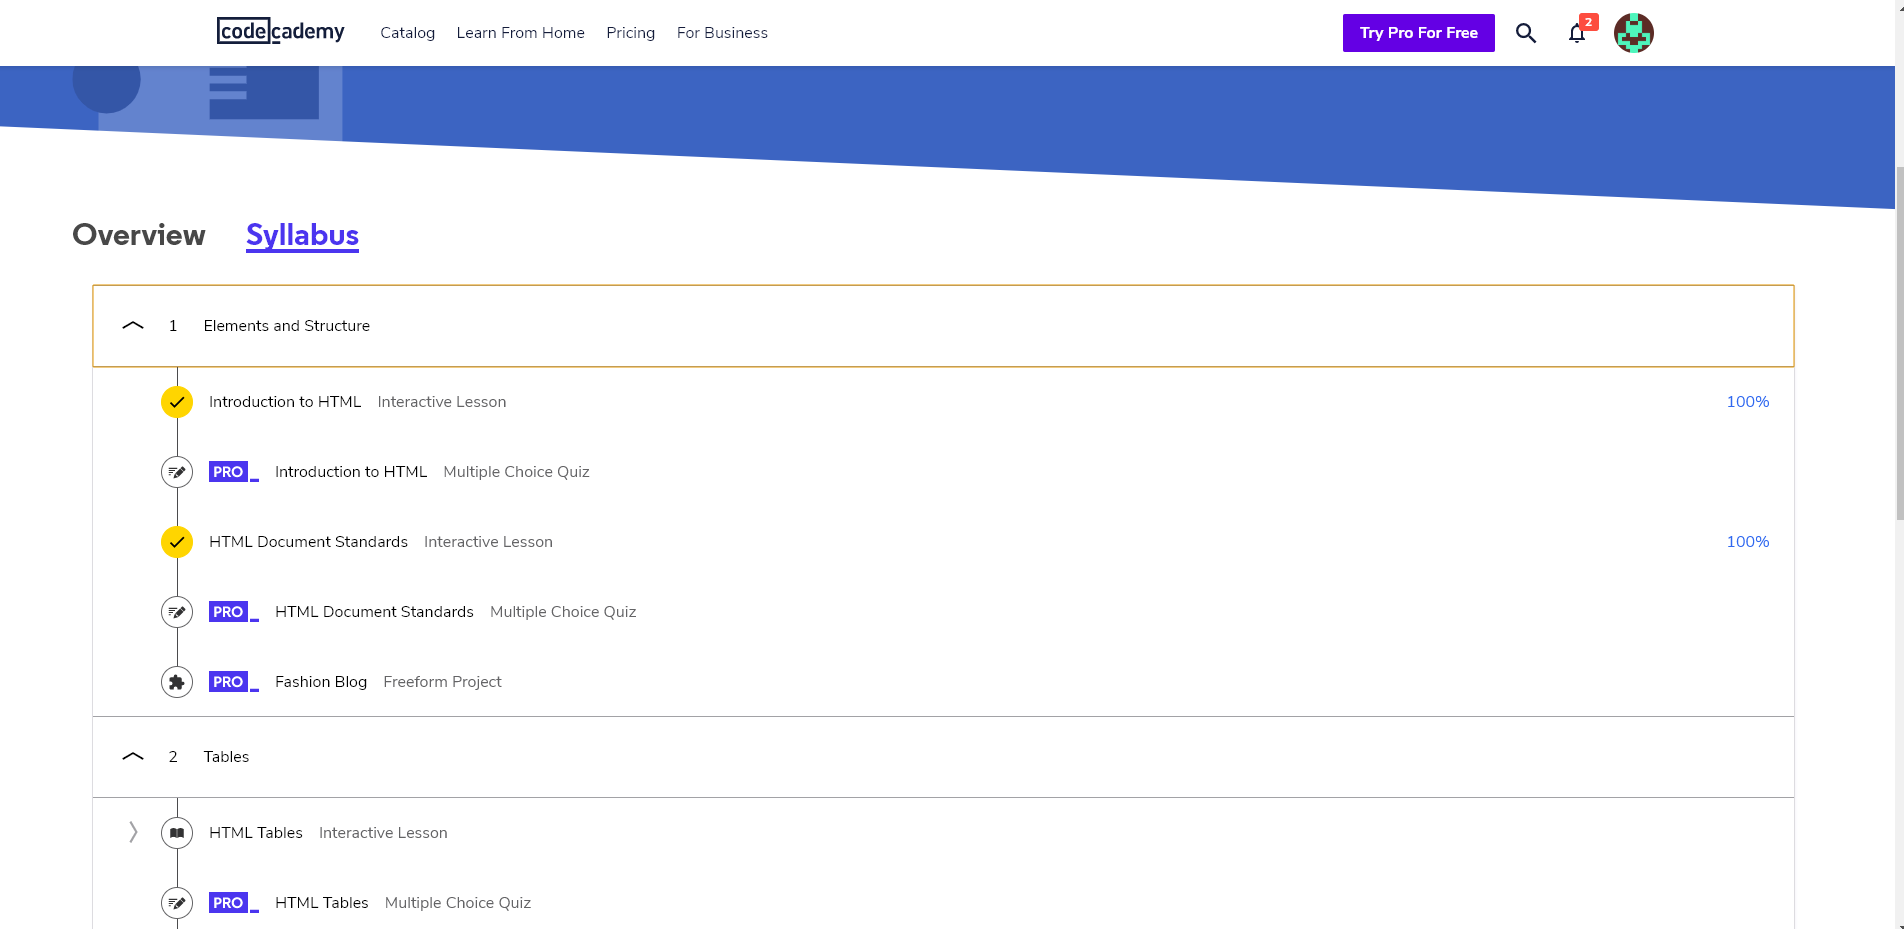 codecademy Catalog Learn From Home Pricing For Business Try Pro For Free 2
Overview Syllabus
1 Elements and Structure
Introduction to HTML Interactive Lesson 100%
PRO Introduction to HTML Multiple Choice Quiz
HTML Document Standards Interactive Lesson 100%
PRO HTML Document Standards Multiple Choice Quiz
PRO Fashion Blog Freeform Project
2 Tables
HTML Tables Interactive Lesson
PRO HTML Tables Multiple Choice Quiz